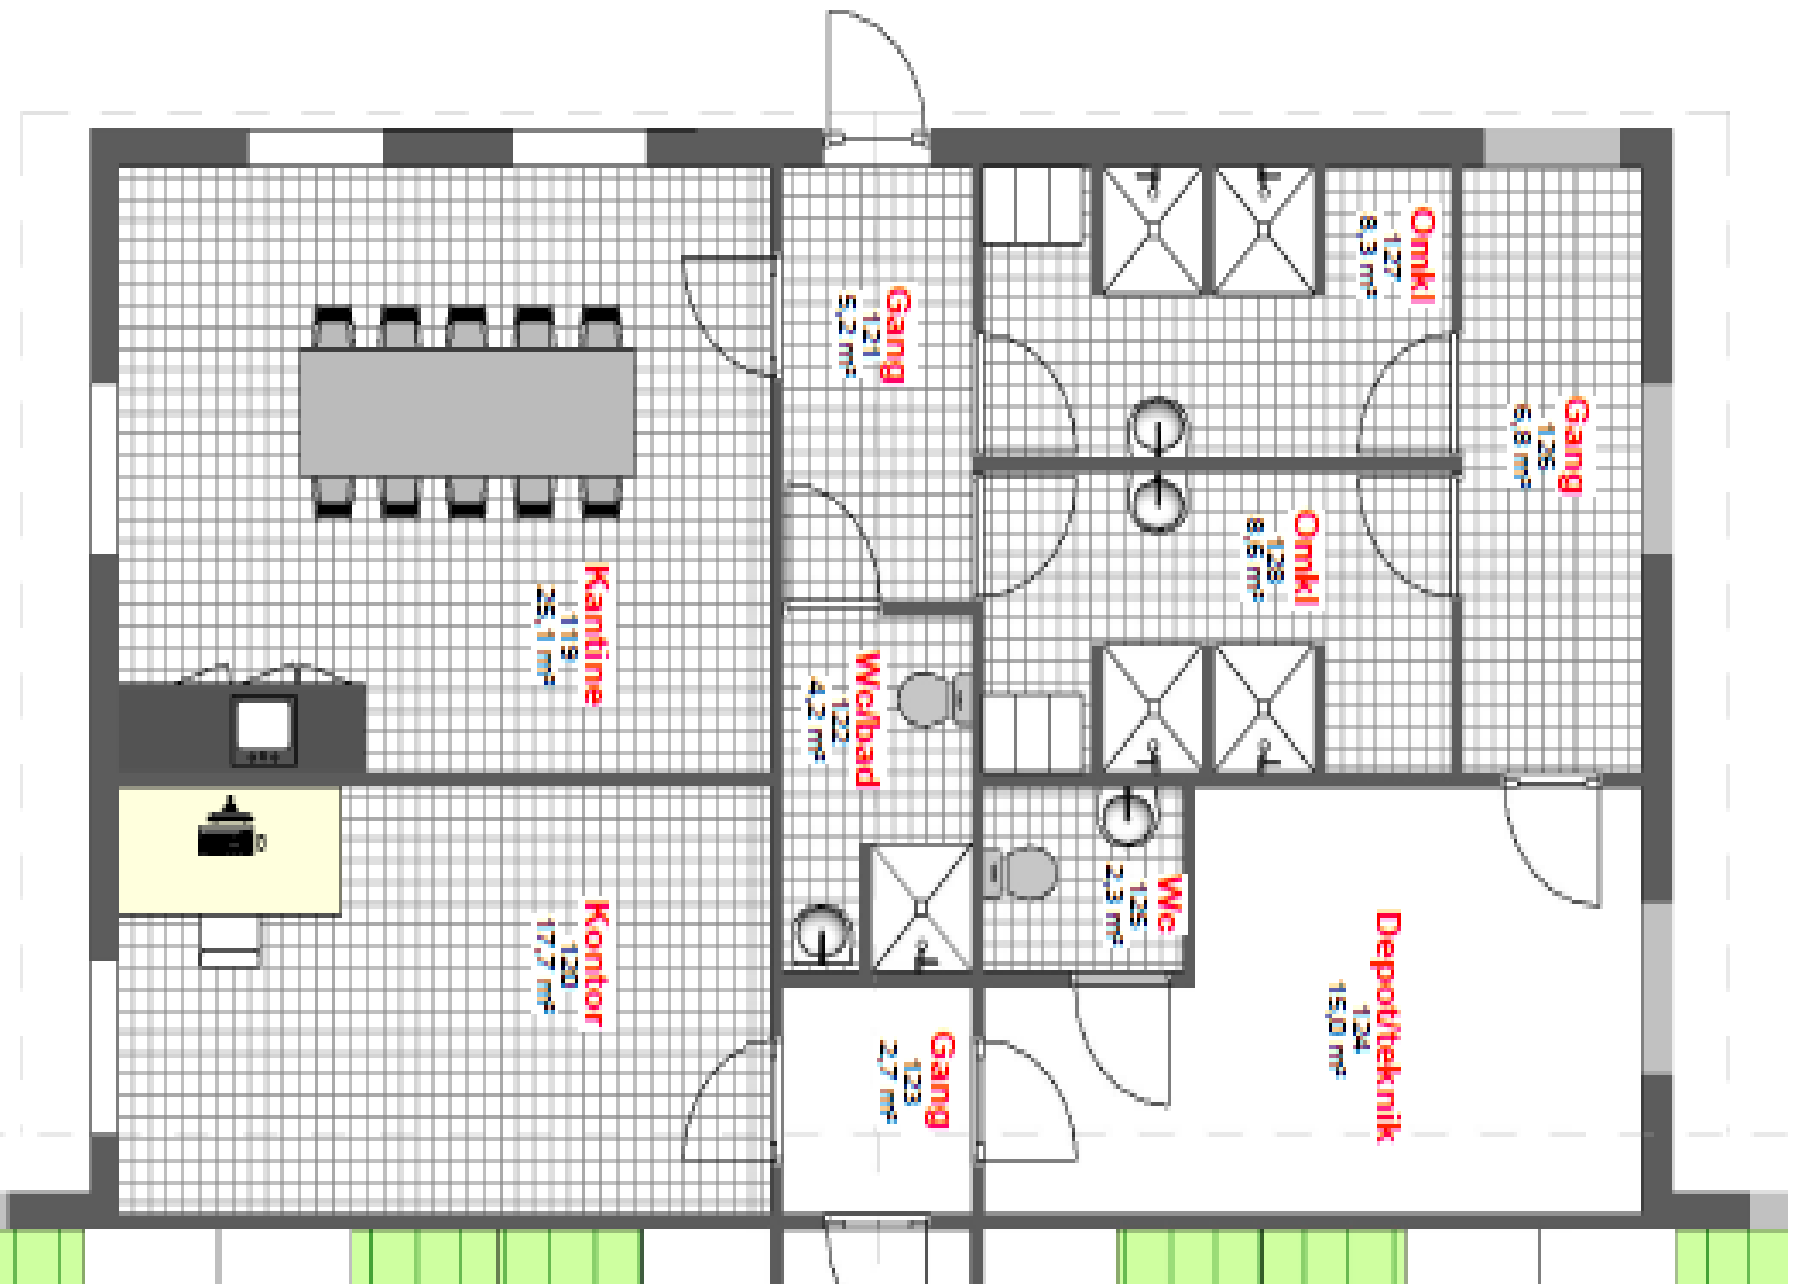 Kantine
119
25,1 m²
Kontor
120
17,7 m²
Gang
121
5,2 m²
Wc/bad
122
4,2 m²
Gang
123
2,7 m²
Depot/teknik
124
15,0 m²
Wc
125
2,3 m²
Gang
126
6,8 m²
Omkl
127
8,3 m²
Omkl
128
8,6 m²